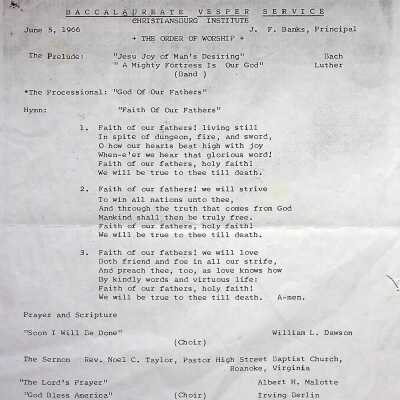 BACCALAUREATE VESPER SERVICE
CHRISTIANSBURG INSTITUTE
June 5, 1966 J. F. Banks, Principal
+ THE ORDER OF WORSHIP +
The Prelude: "Jesu Joy of Man's Desiring" Bach
" A Mighty Fortress Is Our God" Luther
(Band )
*The Processional: "God Of Our Fathers"
Hymn: "Faith Of Our Fathers"
1. Faith of our fathers! living still
In spite of dungeon, fire, and sword,
O how our hearts beat high with joy
When-e'er we hear that glorious word!
Faith of our fathers, holy faith!
We will be true to thee till death.
2. Faith of our fathers! we will strive
To win all nations unto thee,
And through the truth that comes from God
Mankind shall then be truly free.
Faith of our fathers, holy faith!
We will be true to thee till death.
3. Faith of our fathers! we will love
Both friend and foe in all our strife,
And preach thee, too, as love knows how
By kindly words and virtuous life:
Faith of our fathers, holy faith!
We will be true to thee till death. A-men.
Prayer and Scripture
"Soon I Will Be Done" William L. Dawson
(Choir)
The Sermon Rev. Noel C. Taylor, Pastor High Street Baptist Church,
Roanoke, Virginia
"The Lord's Prayer" Albert H. Malotte
"God Bless America" (Choir) Irving Berlin